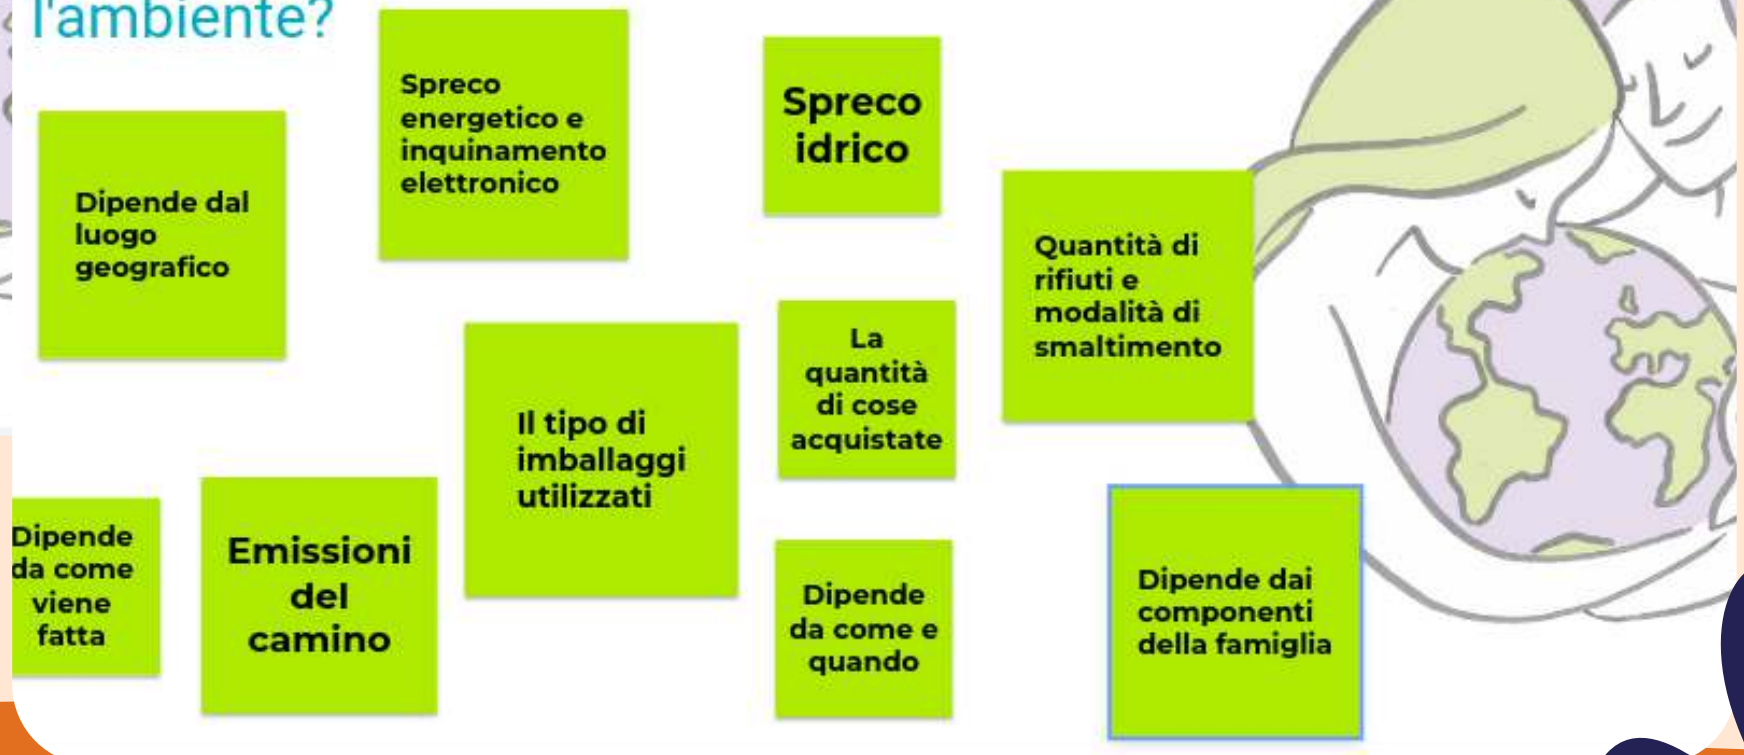 l'ambiente?
Spreco
energetico e
inquinamento
elettronico
Spreco
idrico
Dipende dal
luogo
geografico
Quantità di
rifiuti e
modalità di
smaltimento
La
quantità
di cose
acquistate
Il tipo di
imballaggi
utilizzati
Dipende
da come
viene
fatta
Emissioni
del
camino
Dipende
da come e
quando
Dipende dai
componenti
della famiglia